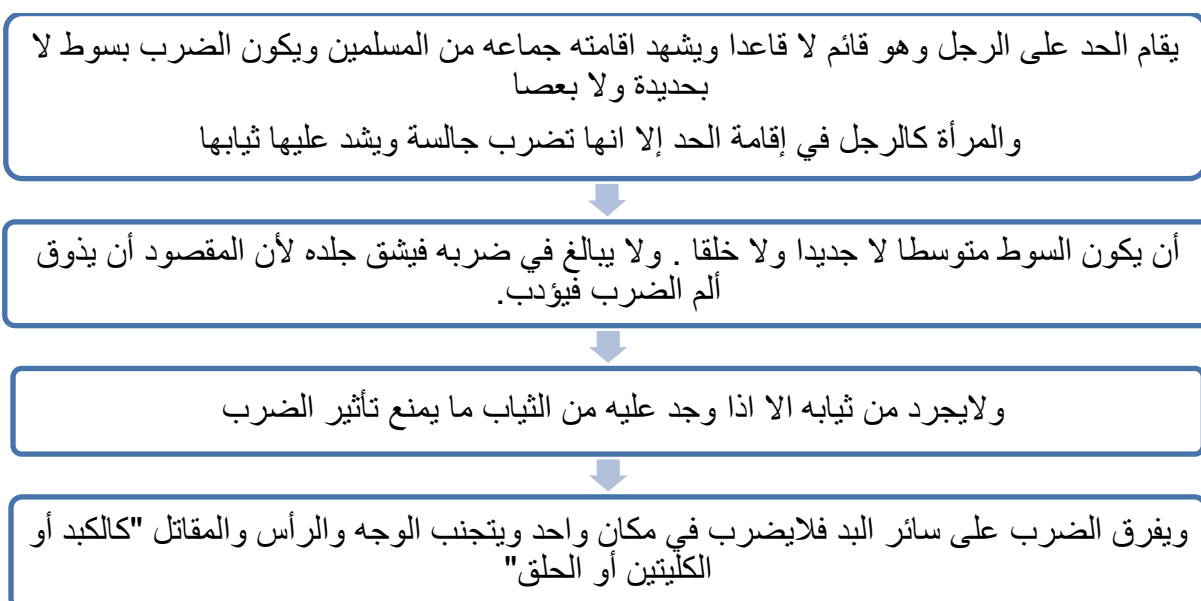 يقام الحد على الرجل وهو قائم لا قاعدا ويشهد اقامته جماعه من المسلمين ويكون الضرب بسوط لا
بحديدة ولا بعصا
والمرأة كالرجل في إقامة الحد إلا انها تضرب جالسة ويشد عليها ثيابها
أن يكون السوط متوسطا لا جديدا ولا خلقا . ولا يبالغ في ضربه فيشق جلده لأن المقصود أن يذوق
ألم الضرب فيؤدب.
ولايجرد من ثيابه الا اذا وجد عليه من الثياب ما يمنع تأثير الضرب
ويفرق الضرب على سائر البد فلايضرب في مكان واحد ويتجنب الوجه والرأس والمقاتل "كالكبد أو
الكليتين أو الحلق"